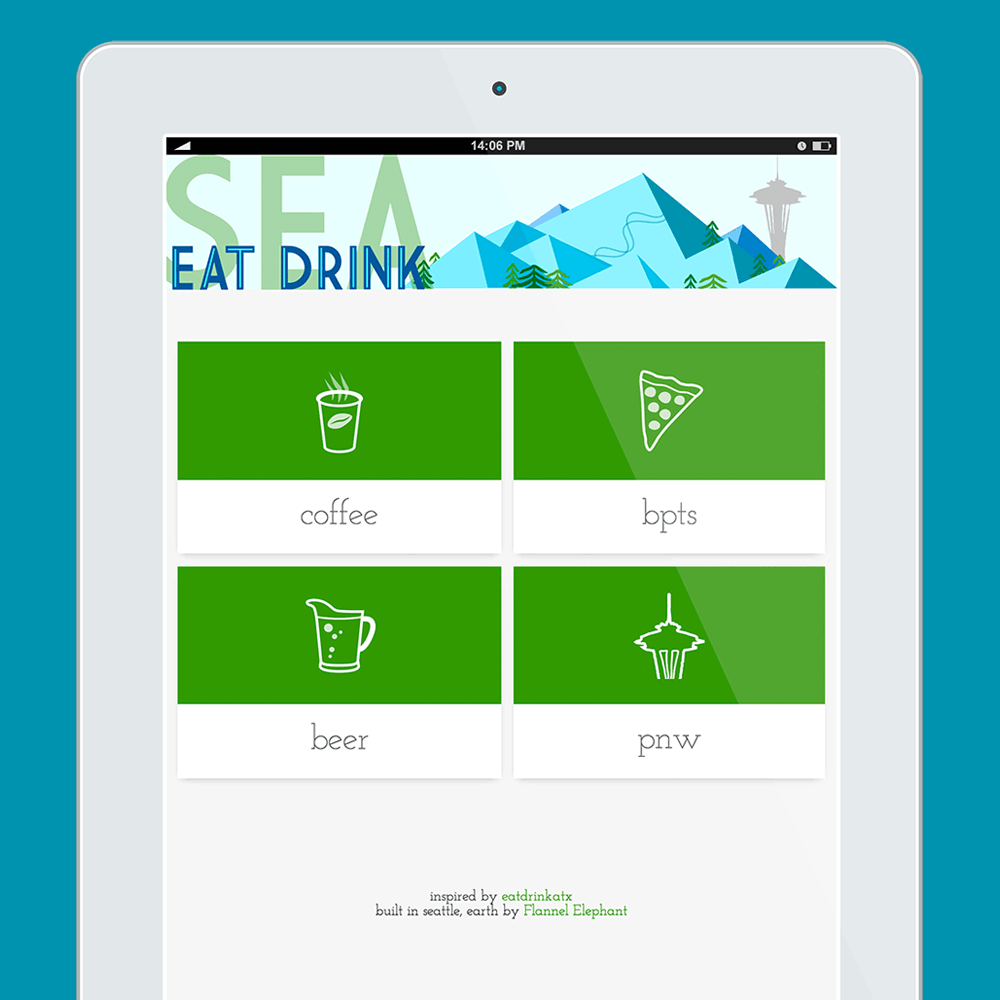 14:06 PM
SEA
EAT DRINK
coffee
bpts
beer
pnw
inspired by eatdrinkatx
built in seattle, earth by Flannel Elephant